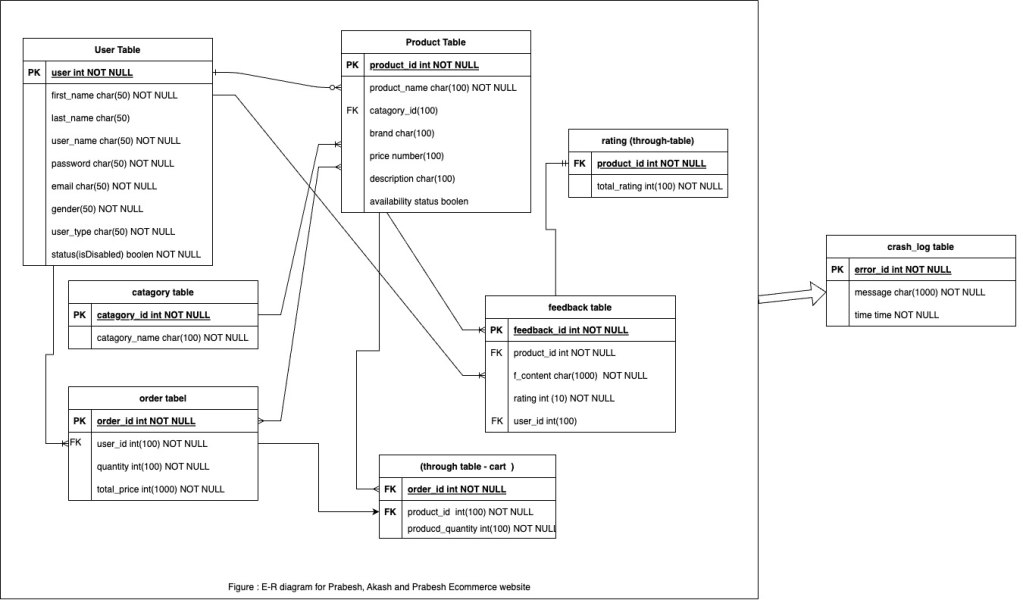 User Table
PK user int NOT NULL
first_name char(50) NOT NULL
last_name char(50)
user_name char(50) NOT NULL
password char(50) NOT NULL
email char(50) NOT NULL
gender(50) NOT NULL
user_type char(50) NOT NULL
status(isDisabled) boolen NOT NULL
Product Table
PK product_id int NOT NULL
product_name char(100) NOT NULL
FK catagory_id(100)
brand char(100)
price number(100)
description char(100)
availability status boolen
rating (through-table)
FK product_id int NOT NULL
total_rating int(100) NOT NULL
crash_log table
PK error_id int NOT NULL
message char(1000) NOT NULL
time time NOT NULL
catagory table
PK catagory_id int NOT NULL
catagory_name char(100) NOT NULL
feedback table
PK feedback_id int NOT NULL
FK product_id int NOT NULL
f_content char(1000) NOT NULL
rating int (10) NOT NULL
FK user_id int(100)
order tabel
PK order_id int NOT NULL
FK user_id int(100) NOT NULL
quantity int(100) NOT NULL
total_price int(1000) NOT NULL
(through table - cart )
FK order_id int NOT NULL
FK product_id int(100) NOT NULL
producd_quantity int(100) NOT NULL
Figure : E-R diagram for Prabesh, Akash and Prabesh Ecommerce website